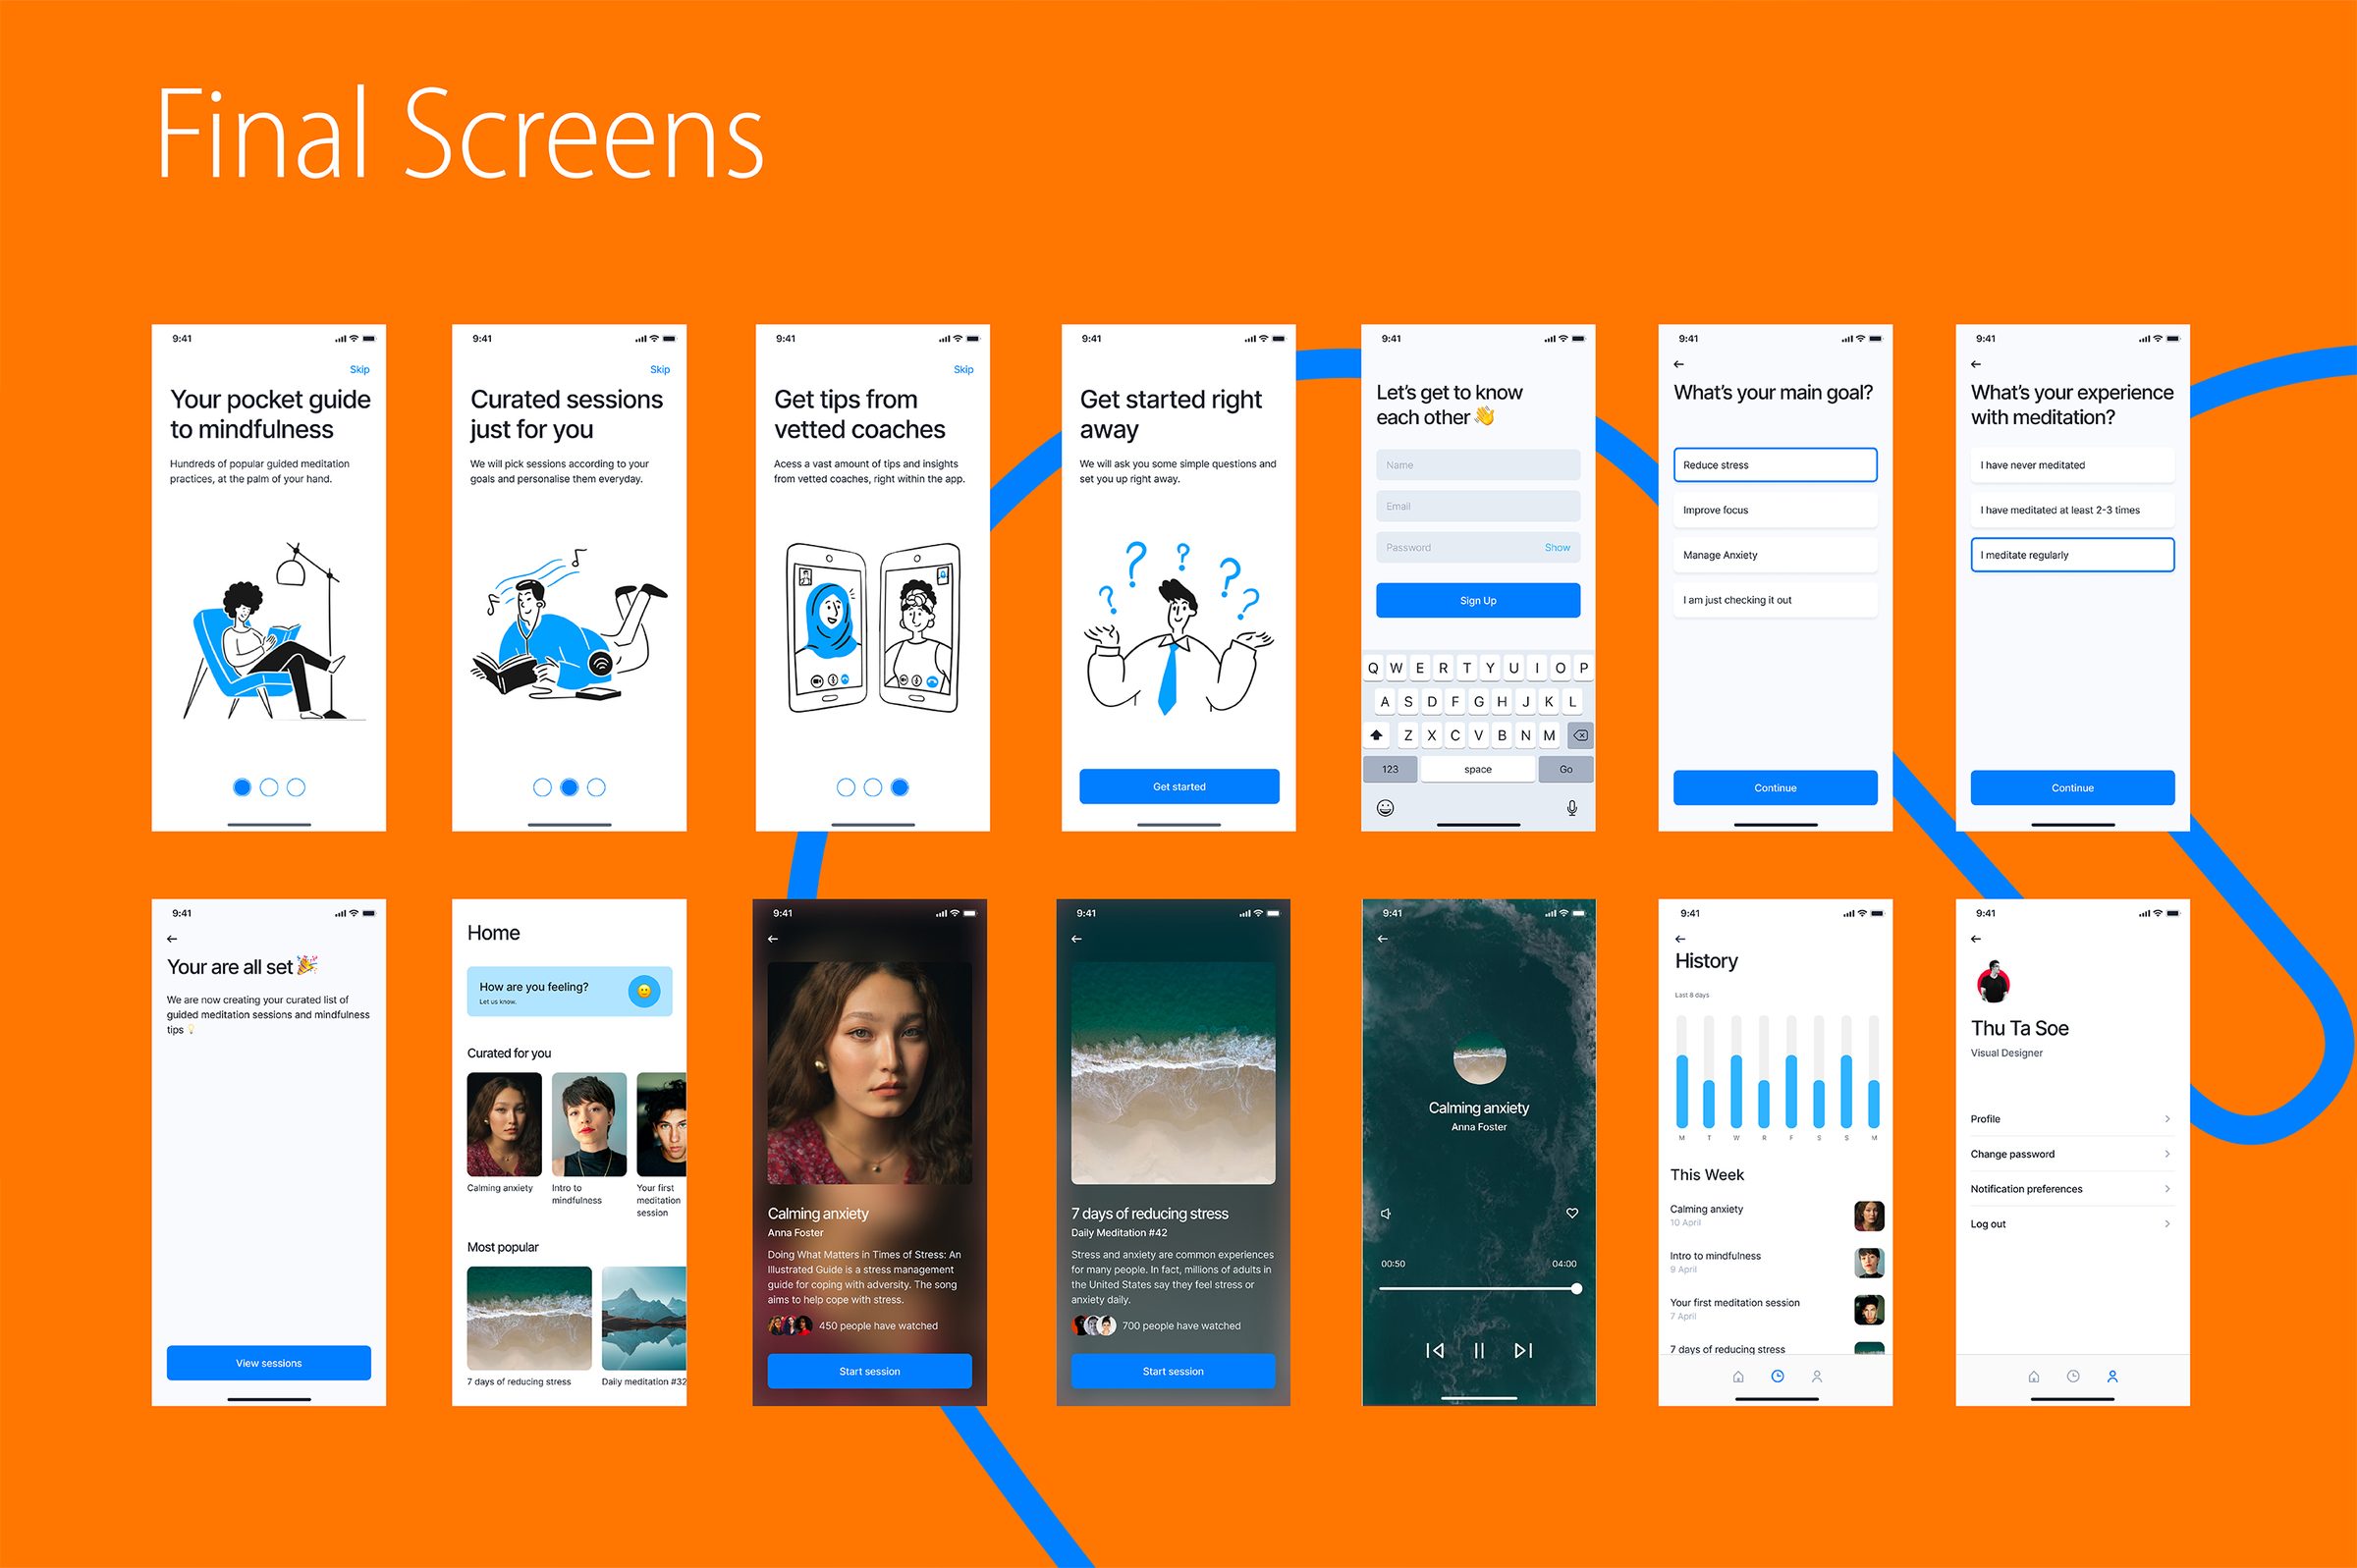 Final Screens
9:41
Skip
Your pocket guide
to mindfulness
Hundreds of popular guided meditation
practices, at the palm of your hand.
9:41
Skip
Curated sessions
just for you
We will pick sessions according to your
goals and personalise them everyday.
9:41
Skip
Get tips from
vetted coaches
Acess a vast amount of tips and insights
from vetted coaches, right within the app.
9:41
Get started right
away
We will ask you some simple questions and
set you up right away.
Get started
9:41
Let's get to know
each other 👋
Name
Email
Password Show
Sign Up
Q W E R T Y U I O P
A S D F G H J K L
Z X C V B N M
123 space Go
9:41
What's your main goal?
Reduce stress
Improve focus
Manage Anxiety
I am just checking it out
Continue
9:41
What's your experience
with meditation?
I have never meditated
I have meditated at least 2-3 times
I meditate regularly
Continue
9:41
Your are all set 🎉
We are now creating your curated list of
guided meditation sessions and mindfulness
tips 💡
View sessions
Home
How are you feeling?
Let us know.
Curated for you
Calming anxiety
Intro to
mindfulness
Your first
meditation
session
Most popular
7 days of reducing stress
Daily meditation #32
9:41
Calming anxiety
Anna Foster
Doing What Matters in Times of Stress: An
Illustrated Guide is a stress management
guide for coping with adversity. The song
aims to help cope with stress.
450 people have watched
Start session
9:41
7 days of reducing stress
Daily Meditation #42
Stress and anxiety are common experiences
for many people. In fact, millions of adults in
the United States say they feel stress or
anxiety daily.
700 people have watched
Start session
9:41
Calming anxiety
Anna Foster
00:50 04:00
9:41
History
Last 8 days
M T W R F S S M
This Week
Calming anxiety
10 April
Intro to mindfulness
9 April
Your first meditation session
7 April
7 days of reducing stress
9:41
Thu Ta Soe
Visual Designer
Profile
Change password
Notification preferences
Log out